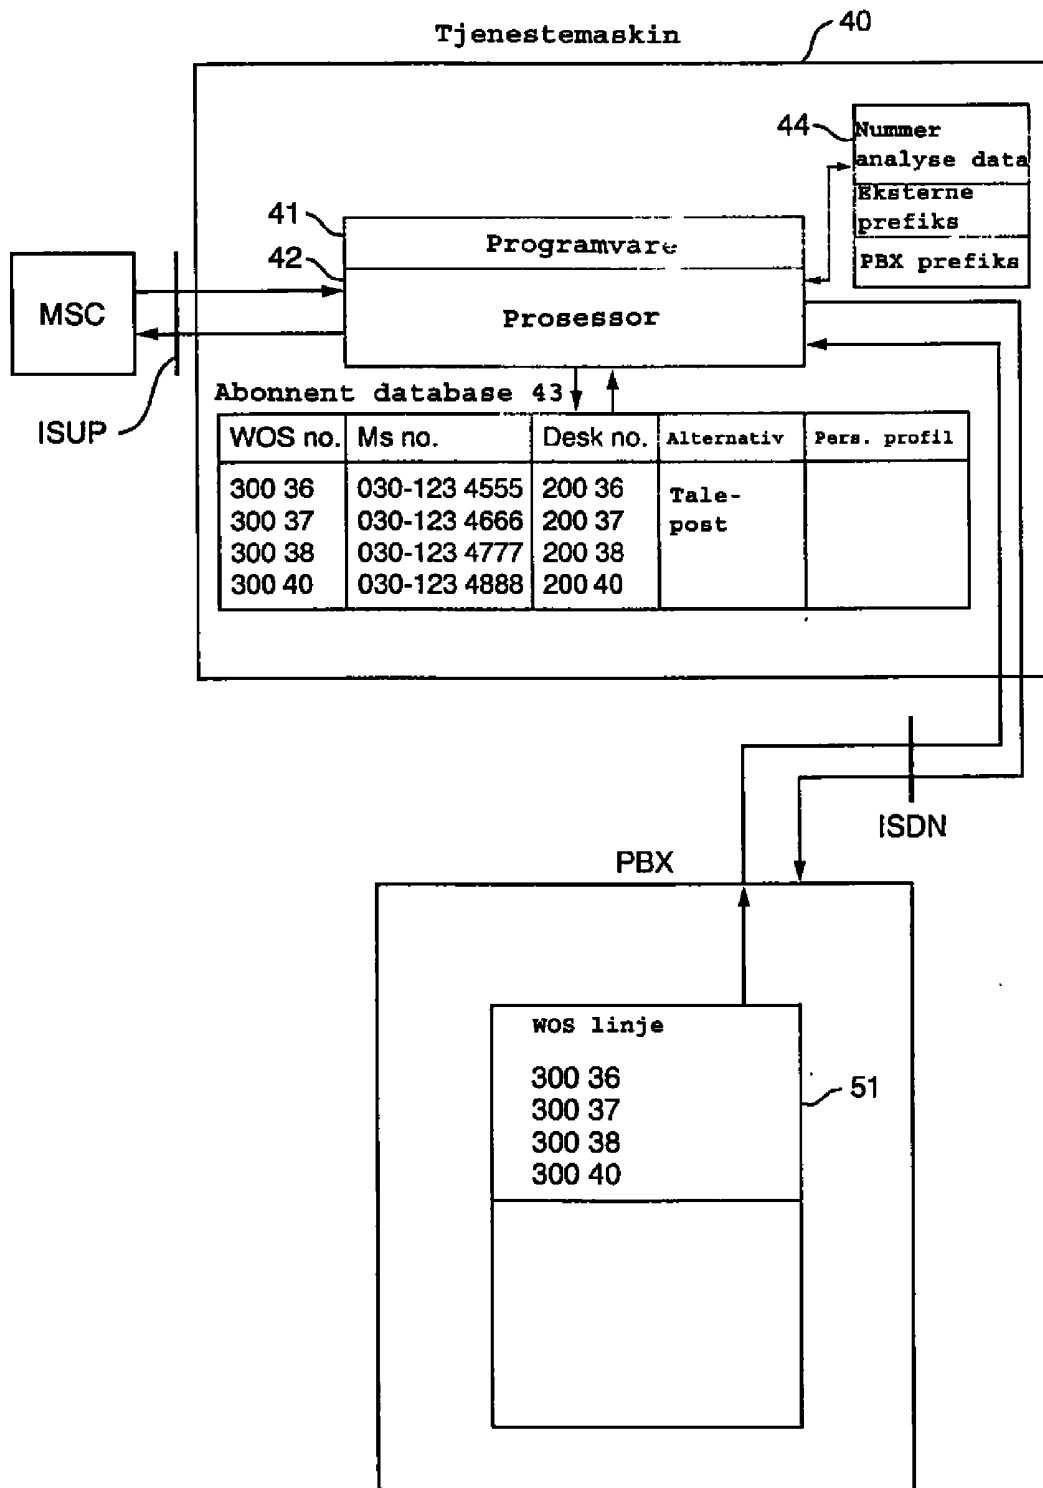 Tjenestemaskin
40
44
Nummer
analyse data
Eksterne
prefiks
PBX prefiks
41
Programvare
42
Prosessor
MSC
ISUP
Abonnent database 43
WOS no. Ms no. Desk no. Alternativ Pers. profil
300 36 030-123 4555 200 36 Tale-
300 37 030-123 4666 200 37 post
300 38 030-123 4777 200 38
300 40 030-123 4888 200 40
ISDN
PBX
WOS linje
300 36
300 37
300 38
300 40
51